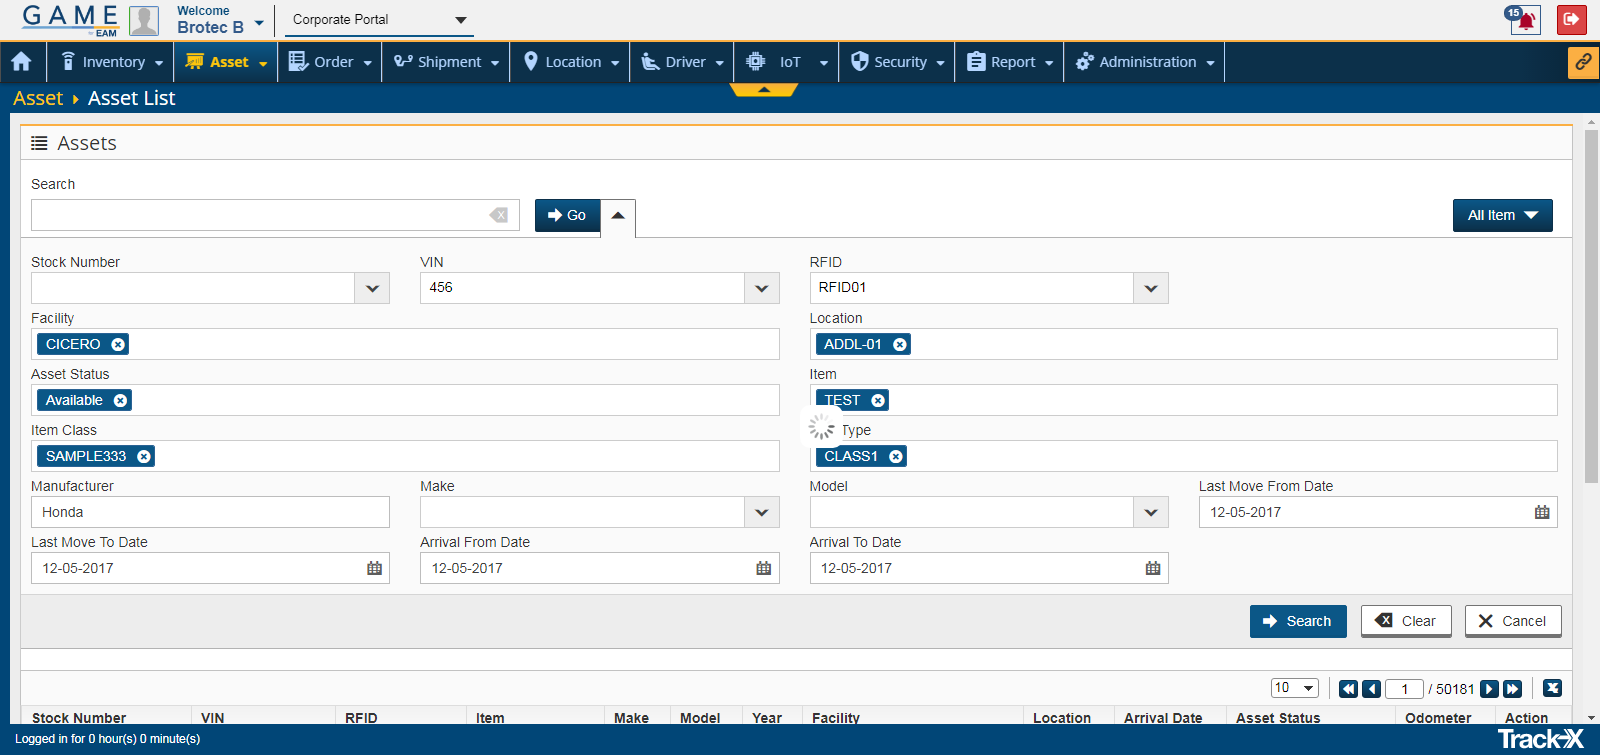 GAME
by EAM
Welcome
Brotec B
Corporate Portal
15
Inventory
Asset
Order
Shipment
Location
Driver
IoT
Security
Report
Administration
Asset Asset List
Assets
Search
Go
All Item
Stock Number VIN RFID
456 RFID01
Facility Location
CICERO ADDL-01
Asset Status Item
Available TEST
Item Class Type
SAMPLE333 CLASS1
Manufacturer Make Model Last Move From Date
Honda 12-05-2017
Last Move To Date Arrival From Date Arrival To Date
12-05-2017 12-05-2017 12-05-2017
Search Clear Cancel
10 1 / 50181
Stock Number VIN RFID Item Make Model Year Facility Location Arrival Date Asset Status Odometer Action
Logged in for 0 hour(s) 0 minute(s)
Track-X